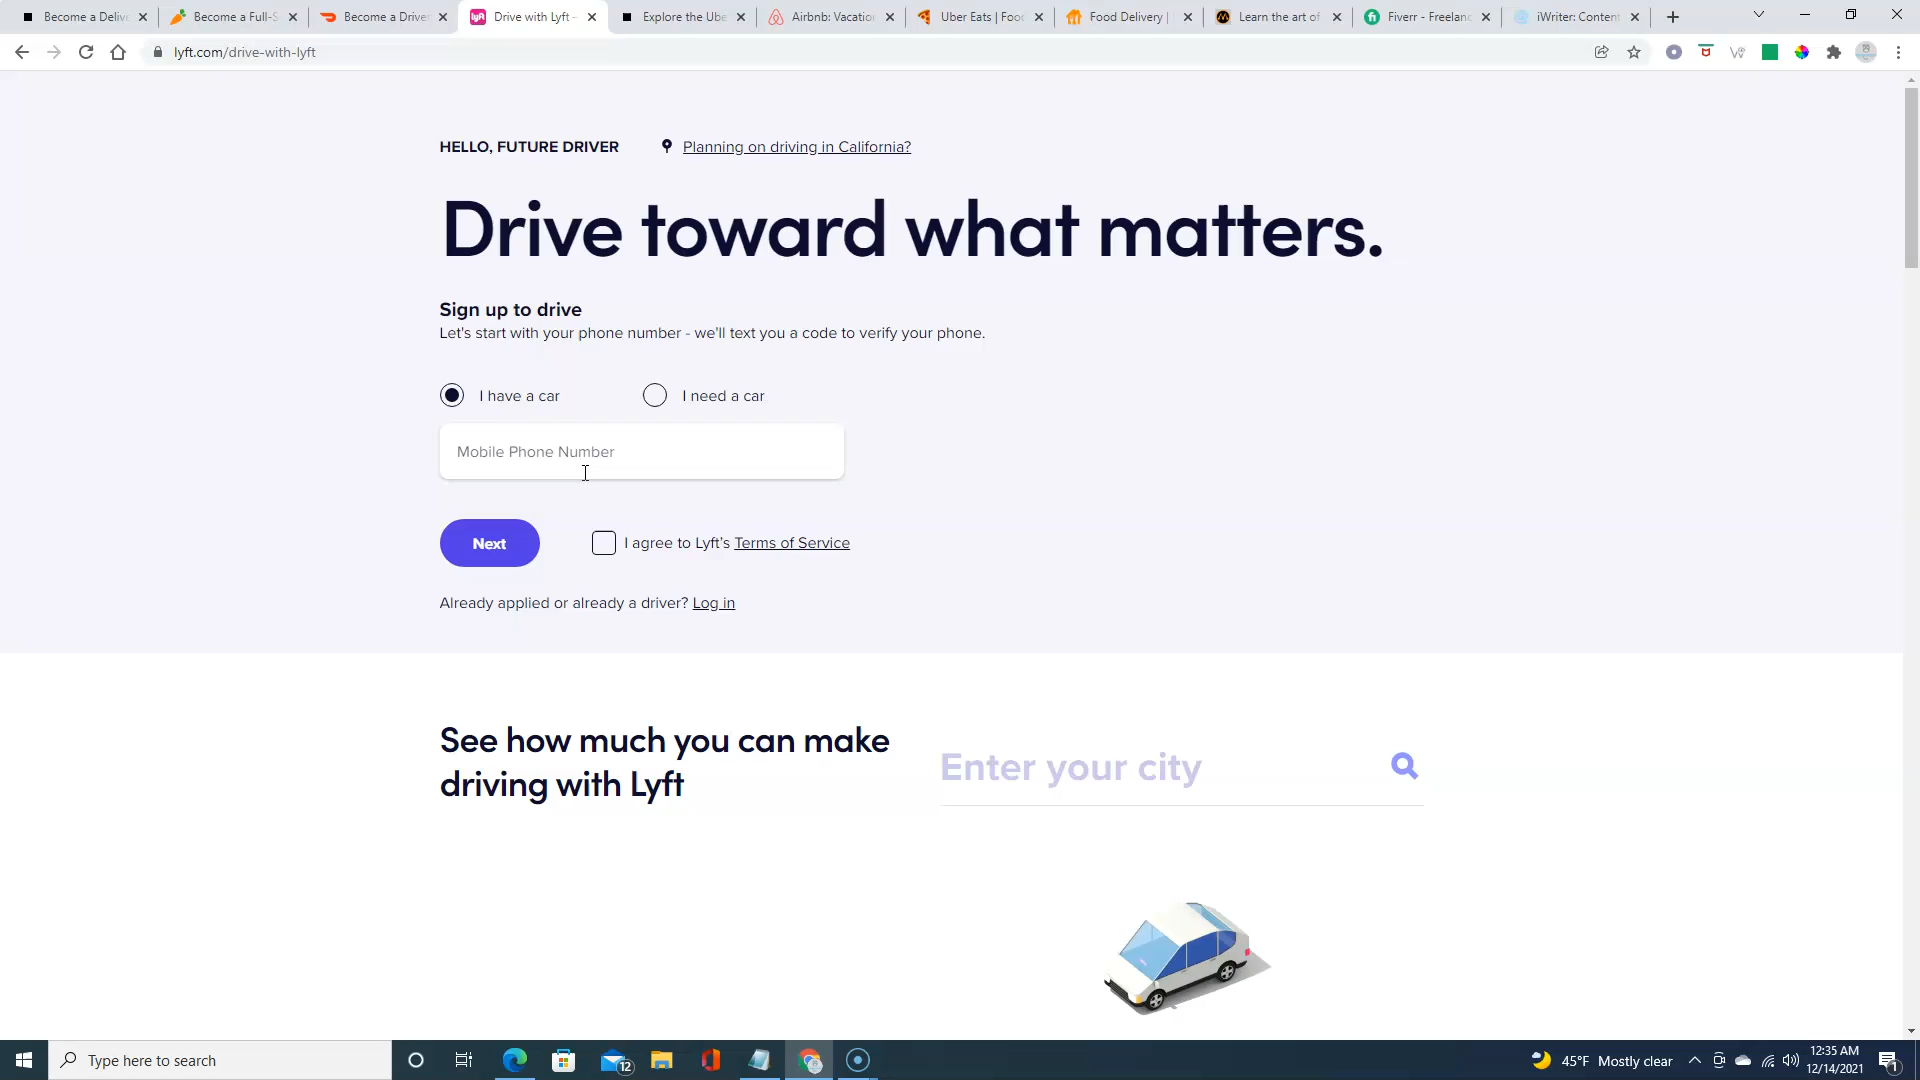 Become a Delive
Become a Full-S
Become a Drive
Drive with Lyft -
Explore the Ube
Airbnb: Vacatio
Uber Eats | Foo
Food Delivery |
Learn the art of
Fiverr - Freelanc
iWriter: Content
lyft.com/drive-with-lyft
HELLO, FUTURE DRIVER
Planning on driving in California?
Drive toward what matters.
Sign up to drive
Let's start with your phone number - we'll text you a code to verify your phone.
I have a car
I need a car
Mobile Phone Number
Next
I agree to Lyft's Terms of Service
Already applied or already a driver? Log in
See how much you can make
driving with Lyft
Enter your city
Type here to search
12
45°F Mostly clear
12:35 AM
12/14/2021
1